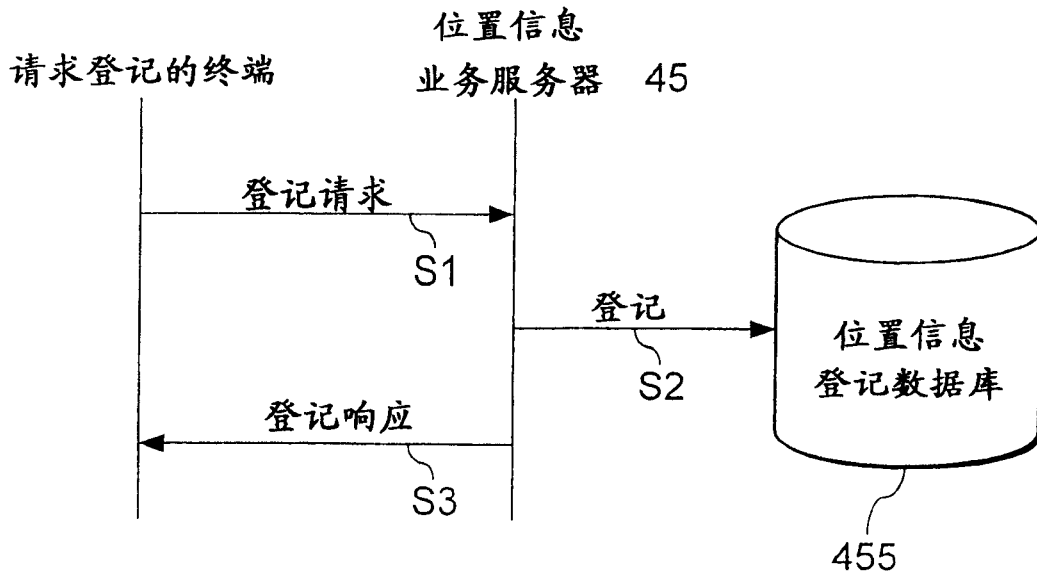 位置信息
请求登记的终端
业务服务器 45
登记请求
S1
登记
S2
位置信息
登记数据库
登记响应
S3
455